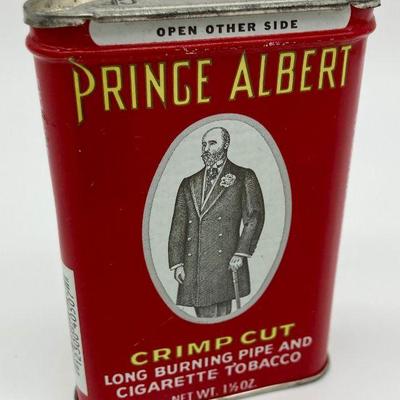 OPEN OTHER SIDE
PRINCE ALBERT
CRIMP CUT
LONG BURNING PIPE AND
CIGARETTE TOBACCO
NET WT. 1½ OZ.